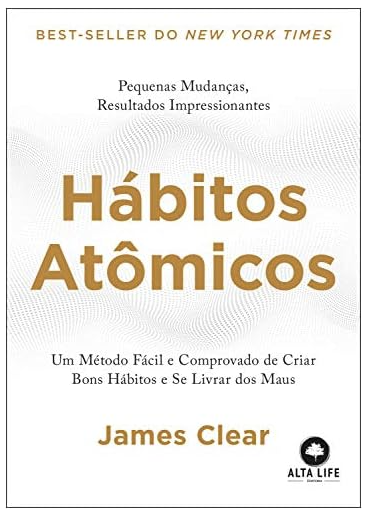 BEST-SELLER DO NEW YORK TIMES
Pequenas Mudanças,
Resultados Impressionantes
Hábitos
Atômicos
Um Método Fácil e Comprovado de Criar
Bons Hábitos e Se Livrar dos Maus
James Clear
ALTA LIFE
EDITORA